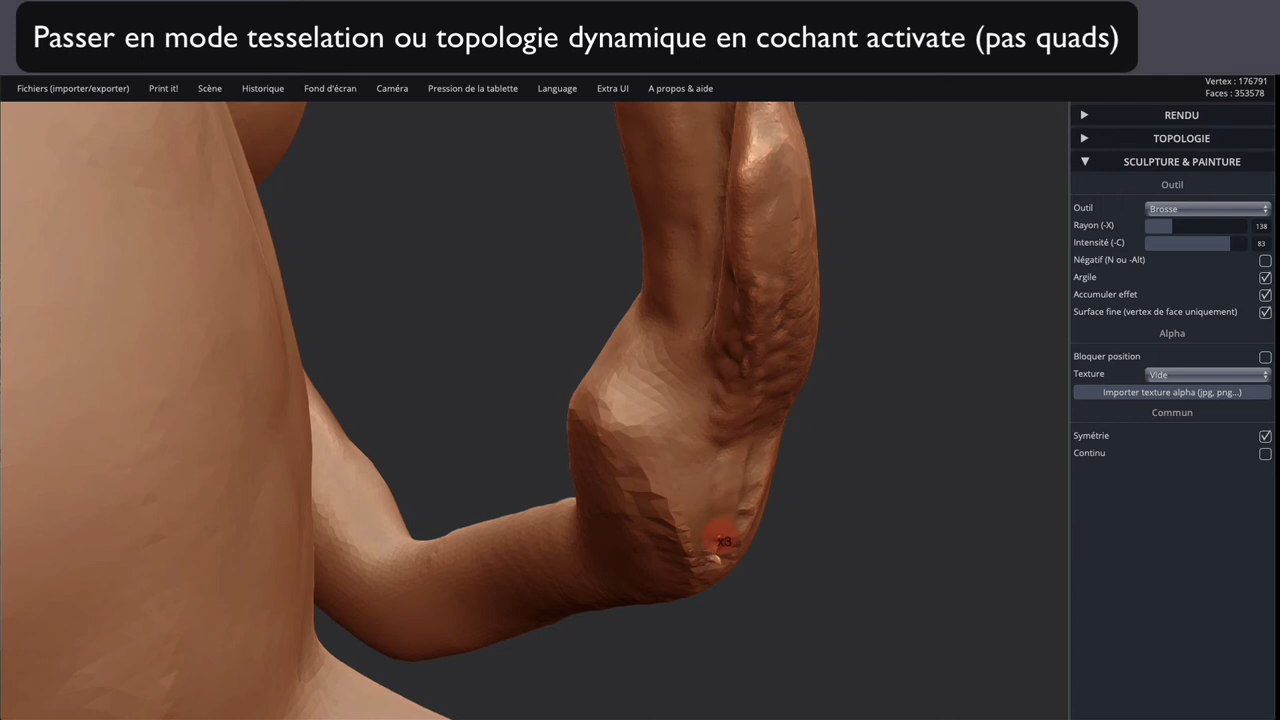 Passer en mode tesselation ou topologie dynamique en cochant activate (pas quads)
Fichiers (importer/exporter) Print it! Scène Historique Fond d'écran Caméra Pression de la tablette Language Extra UI A propos & aide
Vertex : 176791
Faces : 353578
RENDU
TOPOLOGIE
SCULPTURE & PAINTURE
Outil
Outil Brosse
Rayon (-X) 138
Intensité (-C) 83
Négatif (N ou -Alt)
Argile
Accumuler effet
Surface fine (vertex de face uniquement)
Alpha
Bloquer position
Texture Vide
Importer texture alpha (jpg, png...)
Commun
Symétrie
Continu
x3